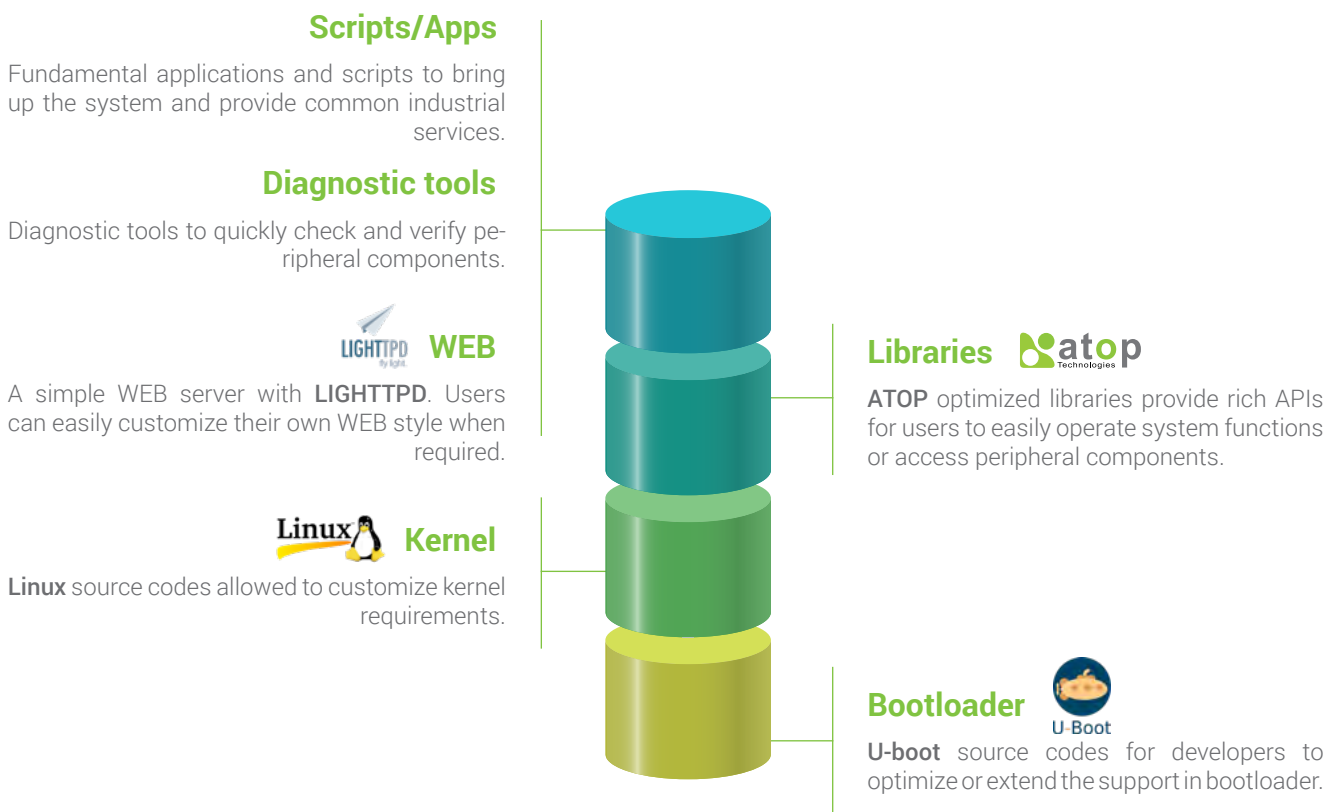 Scripts/Apps
Fundamental applications and scripts to bring
up the system and provide common industrial
services.
Diagnostic tools
Diagnostic tools to quickly check and verify pe-
ripheral components.
LIGHTTPD
fly light.
WEB
A simple WEB server with LIGHTTPD. Users
can easily customize their own WEB style when
required.
Linux
Kernel
Linux source codes allowed to customize kernel
requirements.
Libraries
atop
Technologies
ATOP optimized libraries provide rich APIs
for users to easily operate system functions
or access peripheral components.
Bootloader
U-Boot
U-boot source codes for developers to
optimize or extend the support in bootloader.